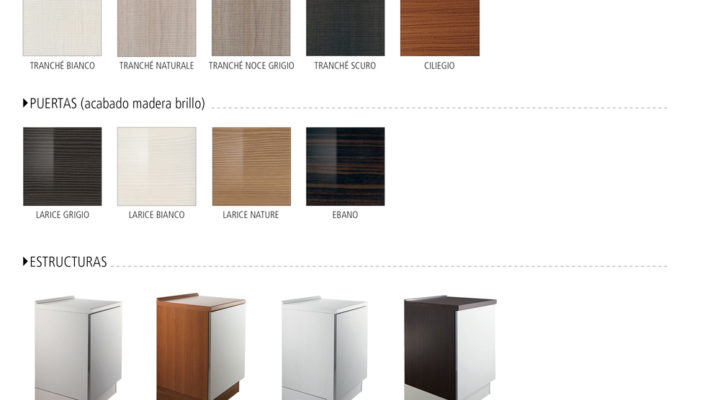 TRANCHÉ BIANCO TRANCHÉ NATURALE TRANCHÉ NOCE GRIGIO TRANCHÉ SCURO CILIEGIO
PUERTAS (acabado madera brillo)
LARICE GRIGIO LARICE BIANCO LARICE NATURE EBANO
ESTRUCTURAS